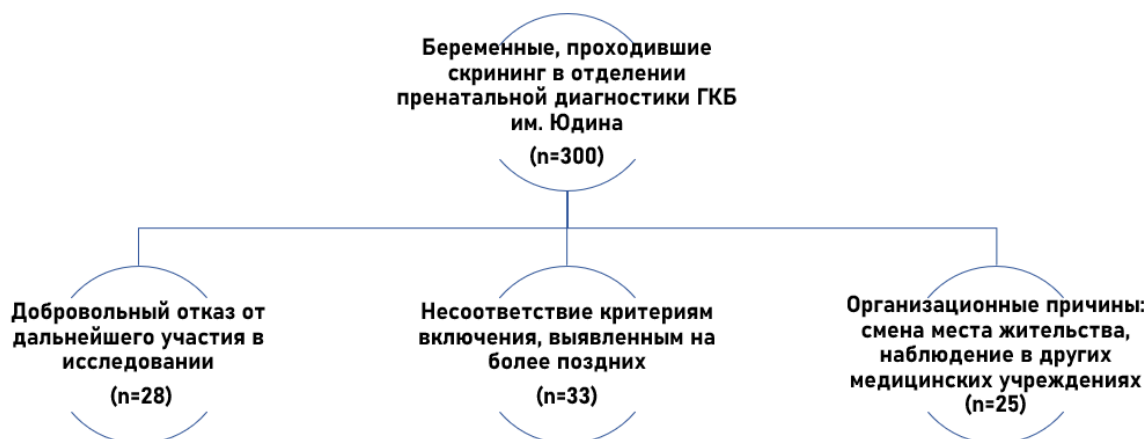 Беременные, проходившие
скрининг в отделении
пренатальной диагностики ГКБ
им. Юдина
(n=300)
Добровольный отказ от
дальнейшего участия в
исследовании
(n=28)
Несоответствие критериям
включения, выявленным на
более поздних
(n=33)
Организационные причины:
смена места жительства,
наблюдение в других
медицинских учреждениях
(n=25)